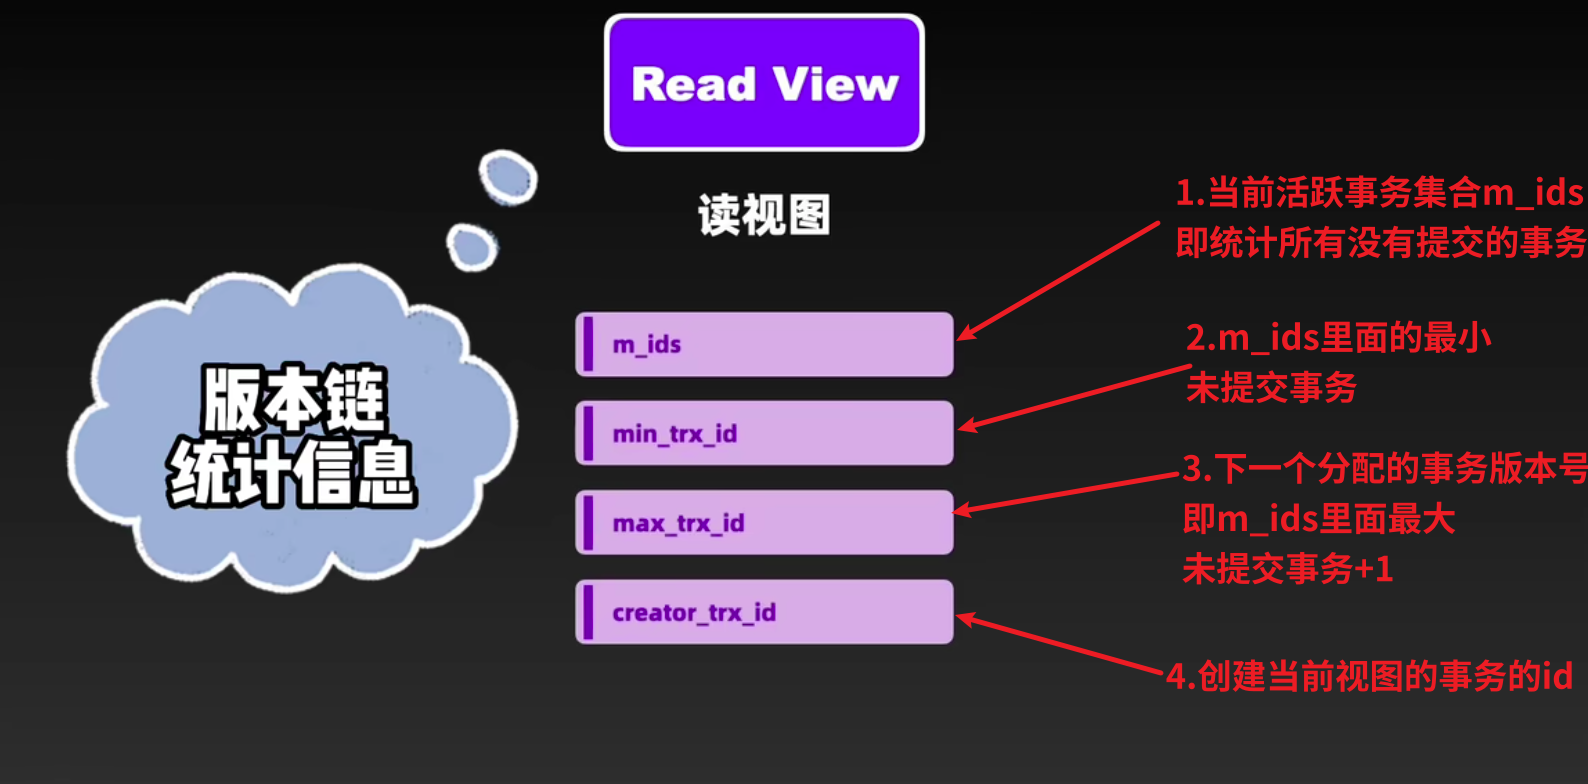 Read View
读视图
版本链
统计信息
m_ids
min_trx_id
max_trx_id
creator_trx_id
1.当前活跃事务集合m_ids
即统计所有没有提交的事务
2.m_ids里面的最小
未提交事务
3.下一个分配的事务版本号
即m_ids里面最大
未提交事务+1
4.创建当前视图的事务的id